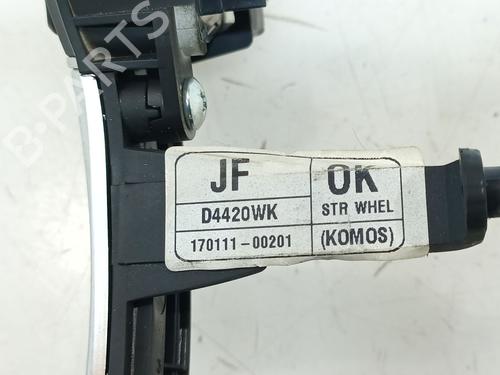 B-PARTS
JF OK
D4420WK STR WHEL
170111-00201 (KOMOS)